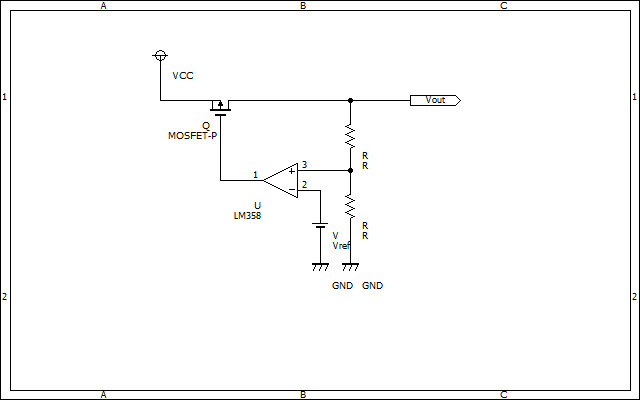 A B C
VCC
1 1
Vout
Q
MOSFET-P
R
R
3
1
2
+
-
U
LM358
R
R
V
Vref
GND GND
2 2
A B C